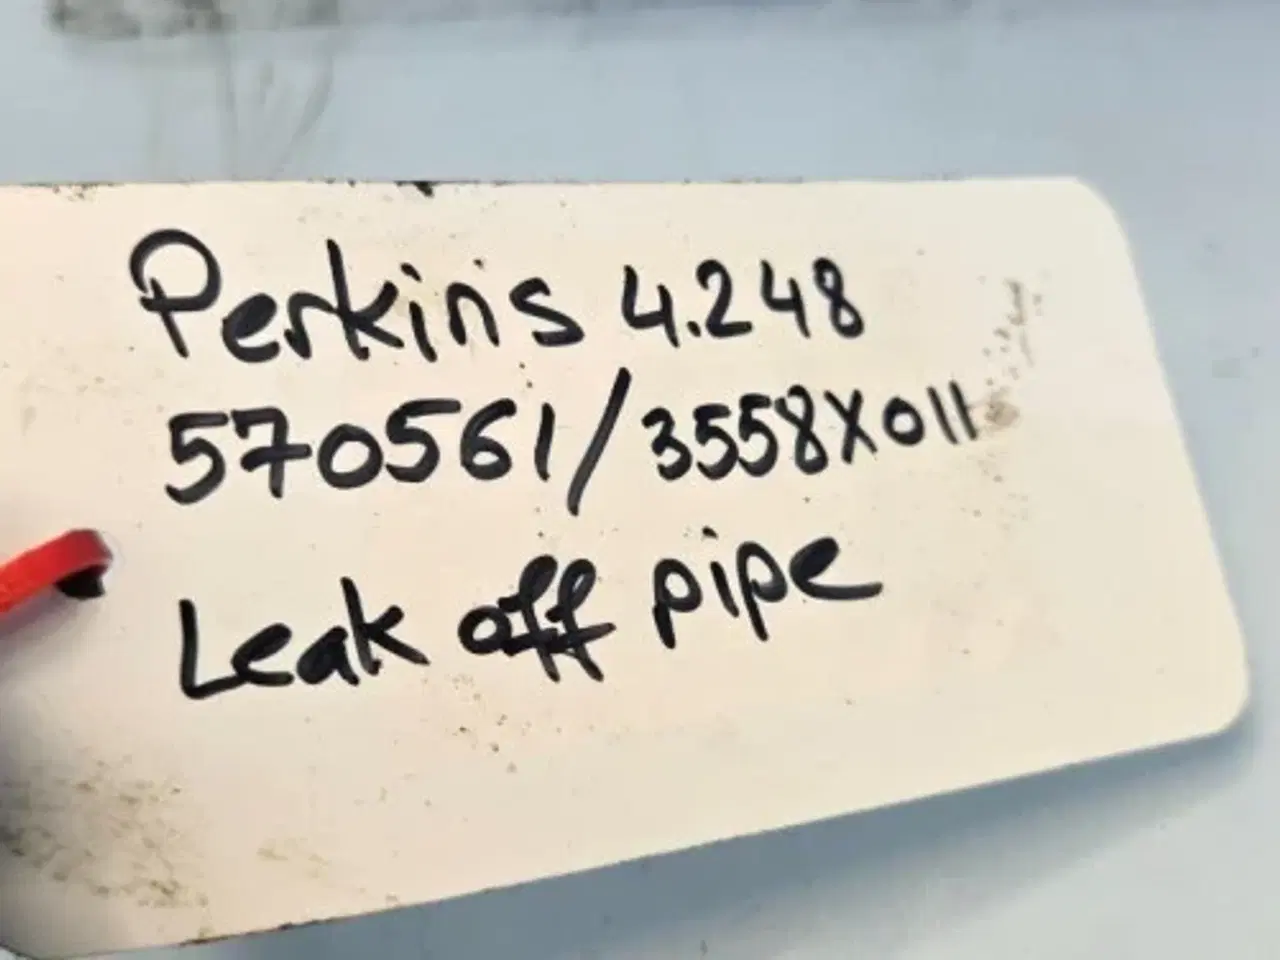 Perkins 4.248
570561/3558X011
Leak off pipe